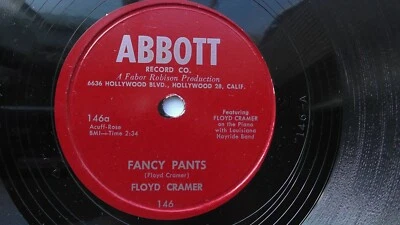 ABBOTT
RECORD CO.
A Fabor Robison Production
6636 HOLLYWOOD BLVD., HOLLYWOOD 28, CALIF.
146a
Acuff-Rose
BMI—Time 2:34
Featuring
FLOYD CRAMER
on the Piano
with Louisiana
Hayride Band
FANCY PANTS
(Floyd Cramer)
FLOYD CRAMER
146
146-A